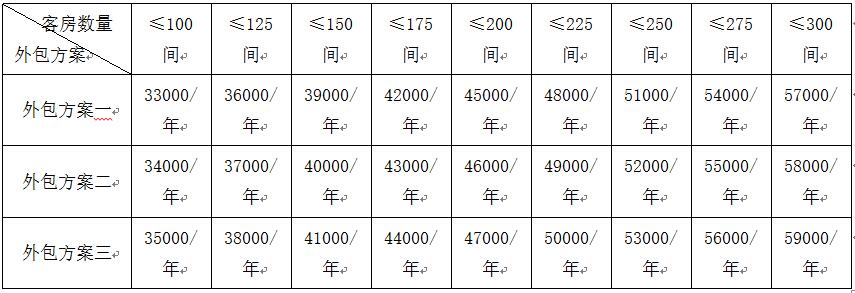 客房数量
外包方案
≤100 ≤125 ≤150 ≤175 ≤200 ≤225 ≤250 ≤275 ≤300
间 间 间 间 间 间 间 间 间
外包方案一
33000/ 36000/ 39000/ 42000/ 45000/ 48000/ 51000/ 54000/ 57000/
年 年 年 年 年 年 年 年 年
外包方案二
34000/ 37000/ 40000/ 43000/ 46000/ 49000/ 52000/ 55000/ 58000/
年 年 年 年 年 年 年 年 年
外包方案三
35000/ 38000/ 41000/ 44000/ 47000/ 50000/ 53000/ 56000/ 59000/
年 年 年 年 年 年 年 年 年